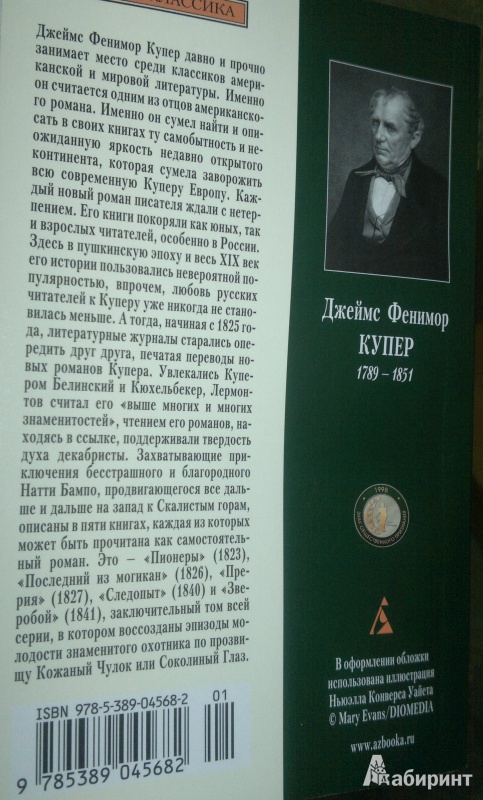 КЛАССИКА
Джеймс Фенимор Купер давно и прочно
занимает место среди классиков амери-
канской и мировой литературы. Именно
он считается одним из отцов американско-
го романа. Именно он сумел найти и опи-
сать в своих книгах ту самобытность и не-
ожиданную яркость недавно открытого
континента, которая сумела заворожить
всю современную Куперу Европу. Каж-
дый новый роман писателя ждали с нетер-
пением. Его книги покоряли как юных, так
и взрослых читателей, особенно в России.
Здесь в пушкинскую эпоху и весь XIX век
его истории пользовались невероятной по-
пулярностью, впрочем, любовь русских
читателей к Куперу уже никогда не стано-
вилась меньше. А тогда, начиная с 1825 го-
да, литературные журналы старались опе-
редить друг друга, печатая переводы но-
вых романов Купера. Увлекались Купе-
ром Белинский и Кюхельбекер, Лермон-
тов считал его «выше многих и многих
знаменитостей», чтением его романов, на-
ходясь в ссылке, поддерживали твердость
духа декабристы. Захватывающие при-
ключения бесстрашного и благородного
Натти Бампо, продвигающегося все даль-
ше и дальше на запад к Скалистым горам,
описаны в пяти книгах, каждая из которых
может быть прочитана как самостоятель-
ный роман. Это – «Пионеры» (1823),
«Последний из могикан» (1826), «Пре-
рия» (1827), «Следопыт» (1840) и «Зве-
робой» (1841), заключительный том всей
серии, в котором воссозданы эпизоды мо-
лодости знаменитого охотника по прозви-
щу Кожаный Чулок или Соколиный Глаз.
ISBN 978-5-389-04568-2
01
9 785389 045682
Джеймс Фенимор
КУПЕР
1789 – 1851
1998
В оформлении обложки
использована иллюстрация
Ньюэлла Конверса Уайета
© Mary Evans/DIOMEDIA
www.azbooka.ru
Лабиринт